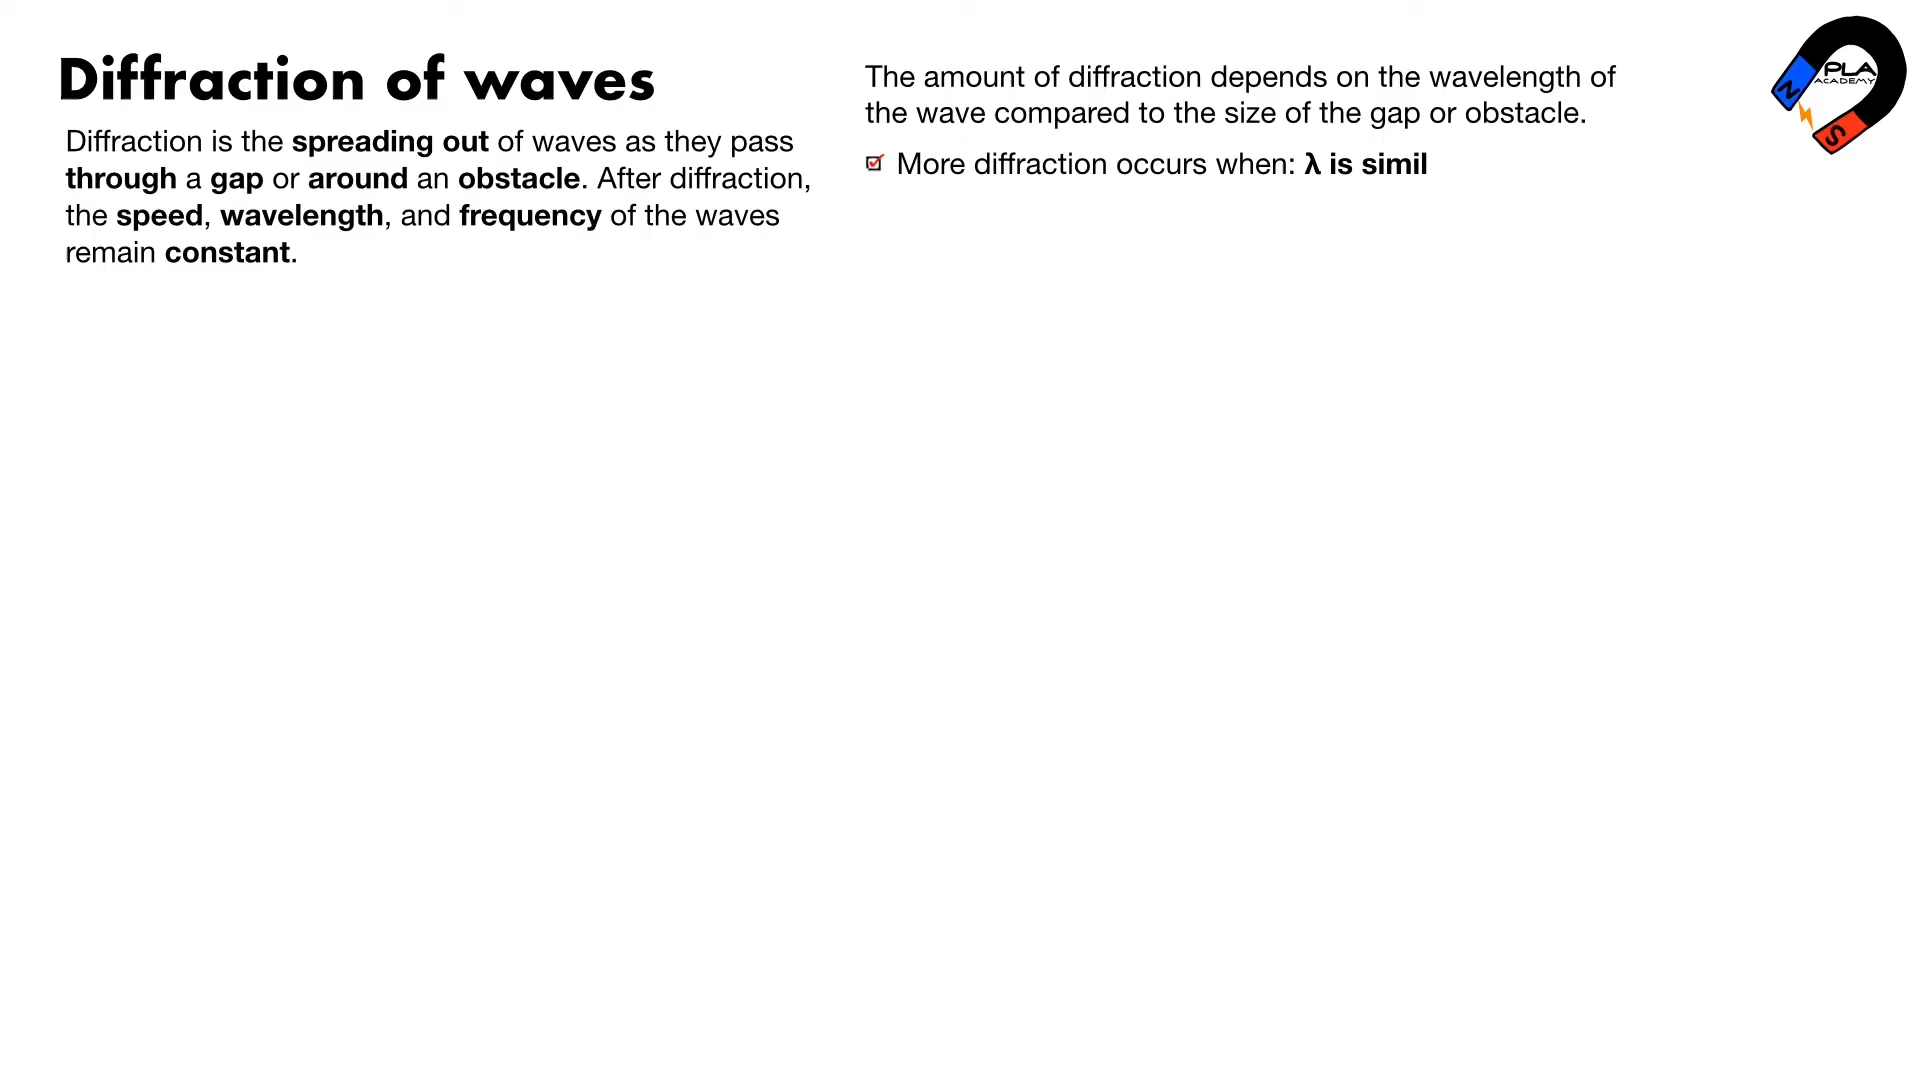 Diffraction of waves
Diffraction is the spreading out of waves as they pass
through a gap or around an obstacle. After diffraction,
the speed, wavelength, and frequency of the waves
remain constant.
The amount of diffraction depends on the wavelength of
the wave compared to the size of the gap or obstacle.
More diffraction occurs when: λ is simil
PLA
ACADEMY
N
S